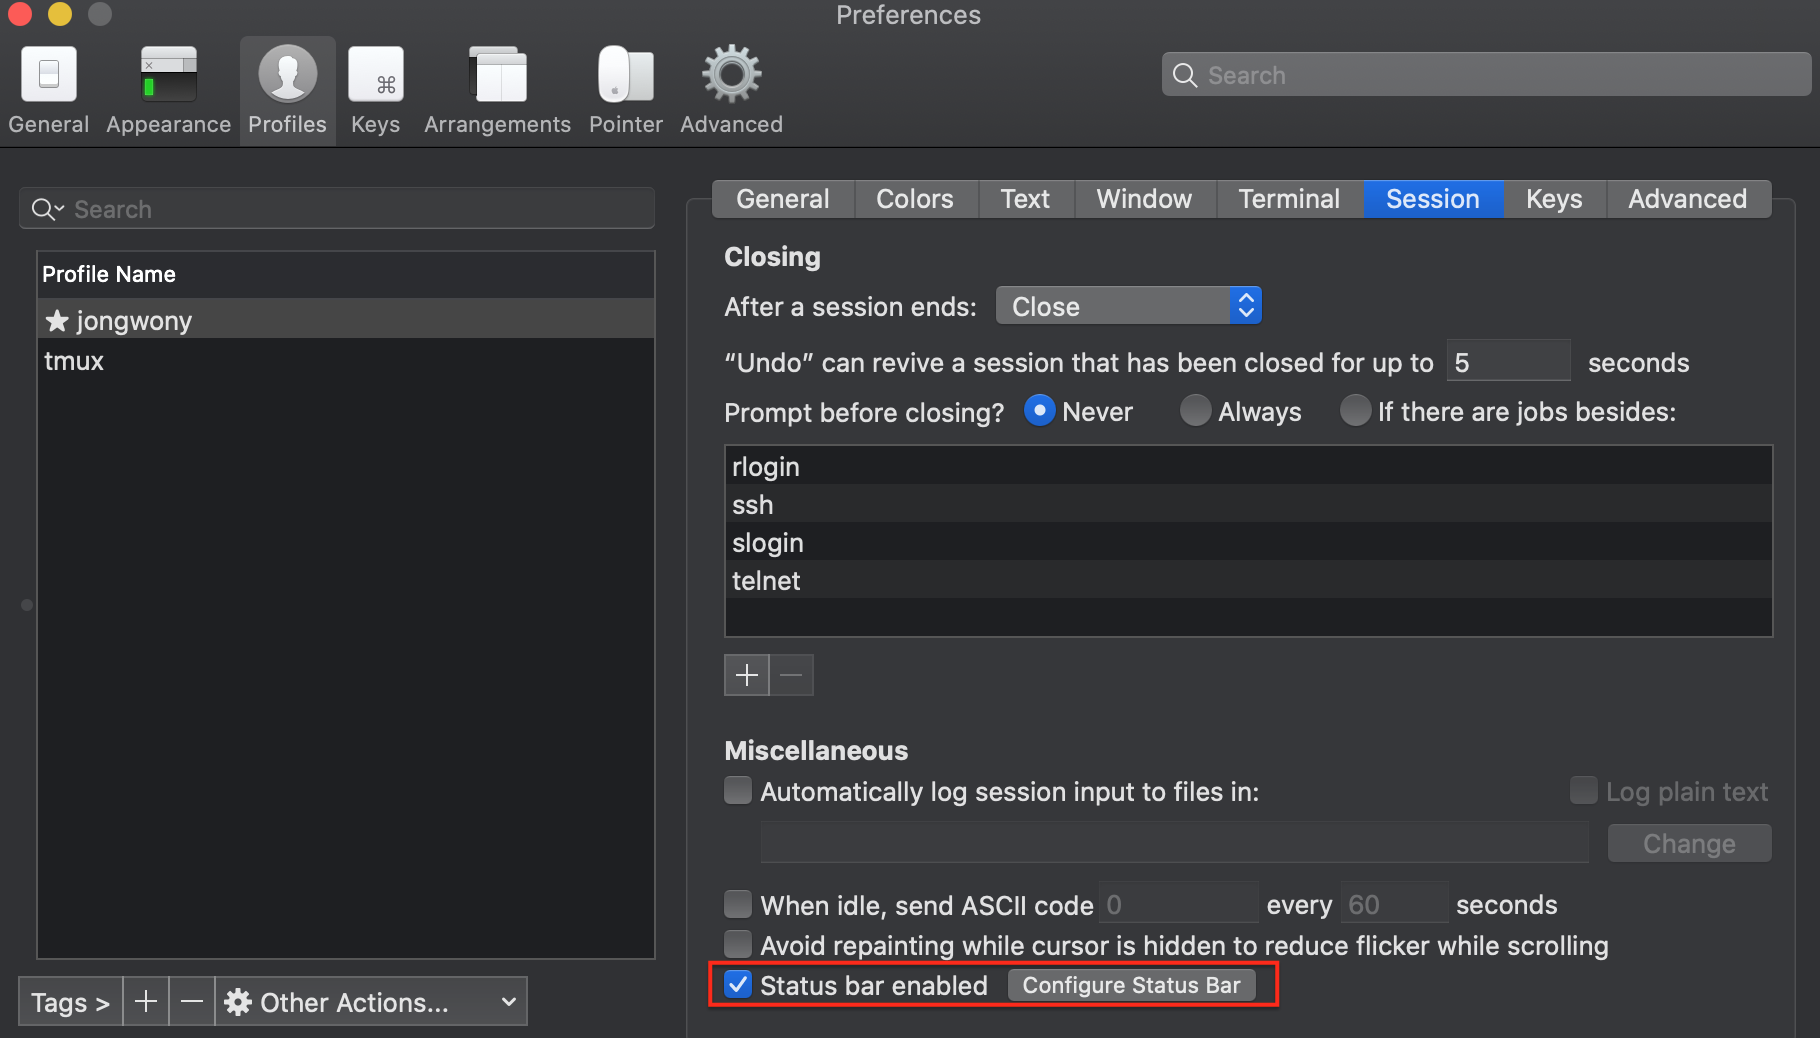 Preferences
General Appearance Profiles Keys Arrangements Pointer Advanced
Search
Search
Profile Name
★ jongwony
tmux
Tags > + − Other Actions...
General Colors Text Window Terminal Session Keys Advanced
Closing
After a session ends: Close
“Undo” can revive a session that has been closed for up to 5 seconds
Prompt before closing? Never Always If there are jobs besides:
rlogin
ssh
slogin
telnet
+ −
Miscellaneous
Automatically log session input to files in: Log plain text
Change
When idle, send ASCII code 0 every 60 seconds
Avoid repainting while cursor is hidden to reduce flicker while scrolling
Status bar enabled Configure Status Bar